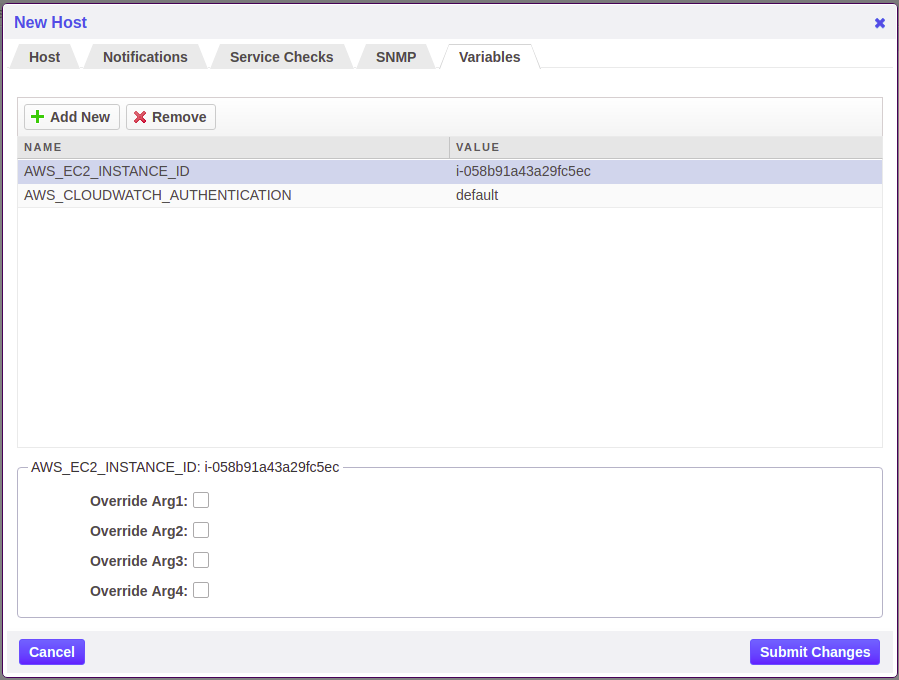 New Host
Host Notifications Service Checks SNMP Variables
Add New Remove
NAME VALUE
AWS_EC2_INSTANCE_ID i-058b91a43a29fc5ec
AWS_CLOUDWATCH_AUTHENTICATION default
AWS_EC2_INSTANCE_ID: i-058b91a43a29fc5ec
Override Arg1:
Override Arg2:
Override Arg3:
Override Arg4:
Cancel Submit Changes